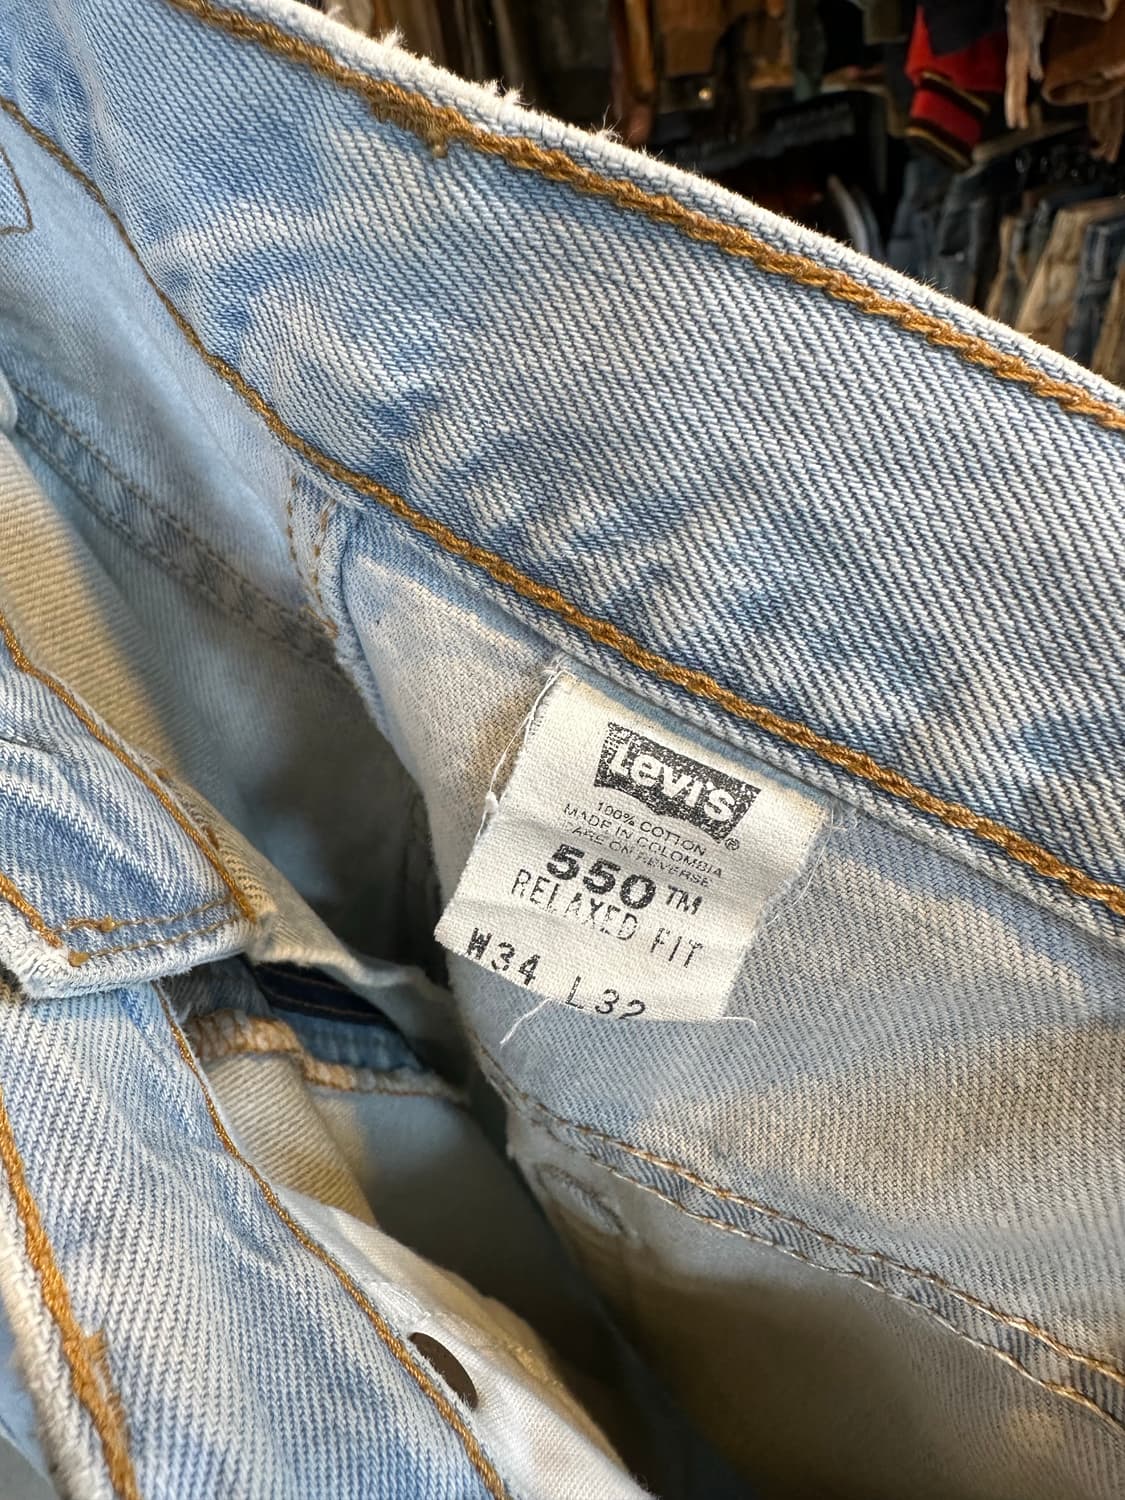 Levi's®
100% COTTON
MADE IN COLOMBIA
CARE ON REVERSE
550™
RELAXED FIT
W34 L32